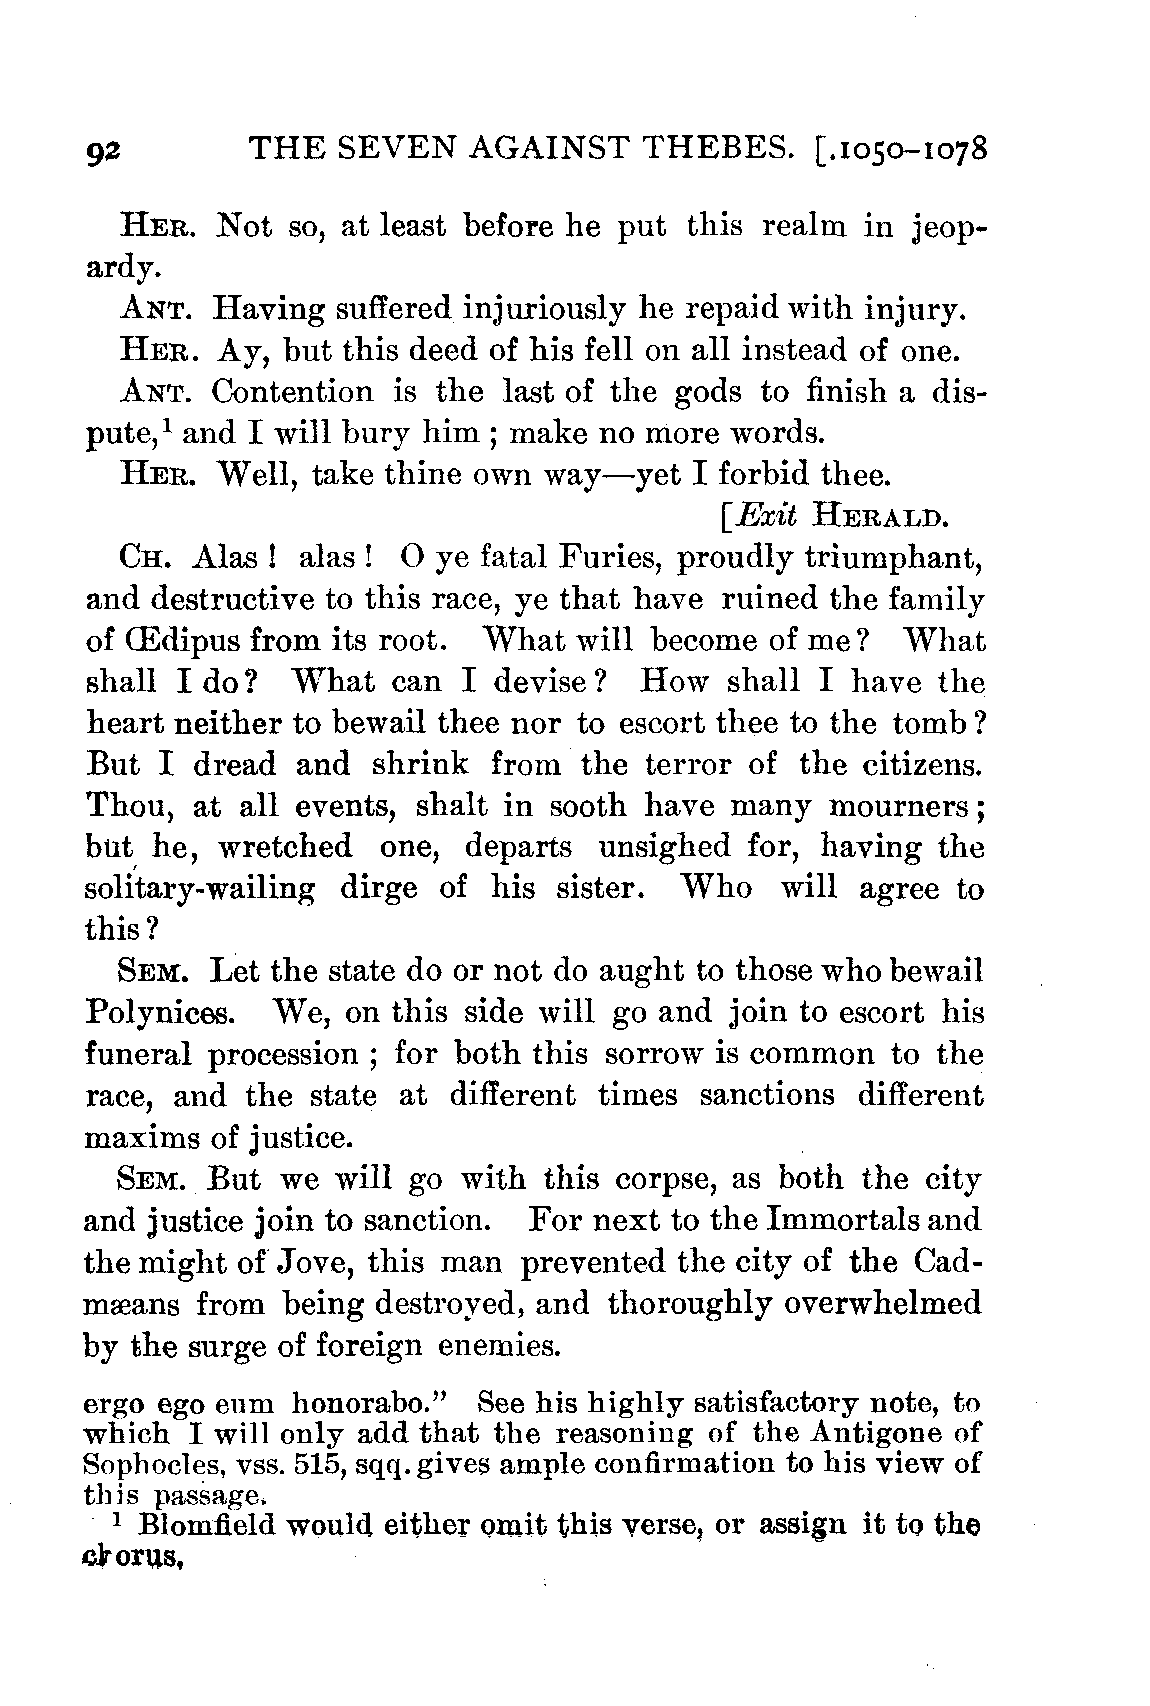 92 THE SEVEN AGAINST THEBES. [.1050–1078
HER. Not so, at least before he put this realm in jeop-
ardy.
ANT. Having suffered injuriously he repaid with injury.
HER. Ay, but this deed of his fell on all instead of one.
ANT. Contention is the last of the gods to finish a dis-
pute,¹ and I will bury him ; make no more words.
HER. Well, take thine own way—yet I forbid thee.
[Exit HERALD.
CH. Alas ! alas ! O ye fatal Furies, proudly triumphant,
and destructive to this race, ye that have ruined the family
of Œdipus from its root. What will become of me? What
shall I do? What can I devise? How shall I have the
heart neither to bewail thee nor to escort thee to the tomb?
But I dread and shrink from the terror of the citizens.
Thou, at all events, shalt in sooth have many mourners;
but he, wretched one, departs unsighed for, having the
solitary-wailing dirge of his sister. Who will agree to
this?
SEM. Let the state do or not do aught to those who bewail
Polynices. We, on this side will go and join to escort his
funeral procession ; for both this sorrow is common to the
race, and the state at different times sanctions different
maxims of justice.
SEM. But we will go with this corpse, as both the city
and justice join to sanction. For next to the Immortals and
the might of Jove, this man prevented the city of the Cad-
mæans from being destroyed, and thoroughly overwhelmed
by the surge of foreign enemies.
ergo ego eum honorabo.” See his highly satisfactory note, to
which I will only add that the reasoning of the Antigone of
Sophocles, vss. 515, sqq. gives ample confirmation to his view of
this passage.
¹ Blomfield would either omit this verse, or assign it to the
chorus,